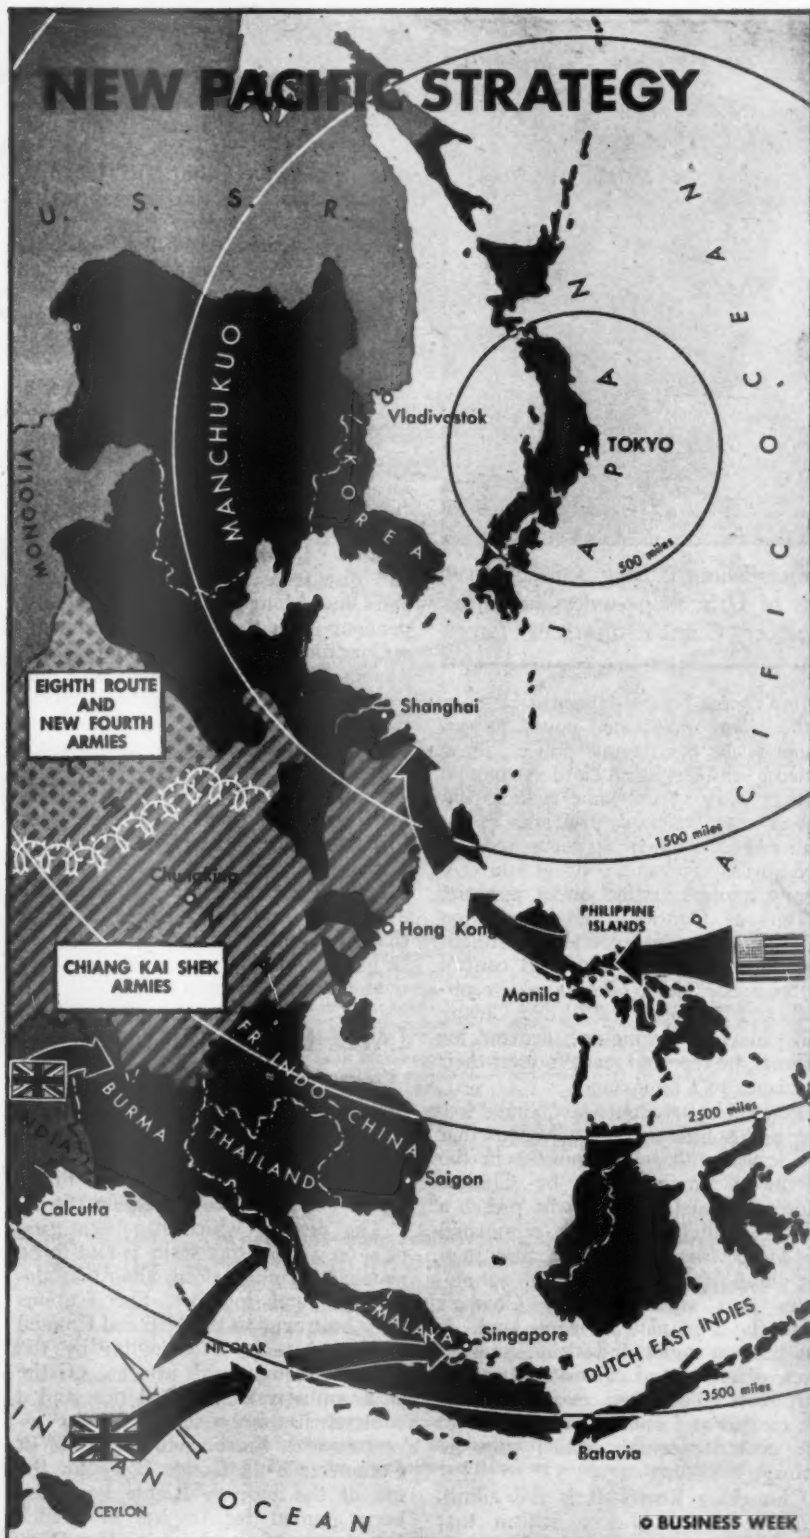 NEW PACIFIC STRATEGY
U. S. S. R.
MONGOLIA
MANCHUKUO
Vladivostok
KOREA
JAPAN
TOKYO
500 miles
PACIFIC OCEAN
EIGHTH ROUTE
AND
NEW FOURTH
ARMIES
Shanghai
1500 miles
Chungking
Hong Kong
PHILIPPINE
ISLANDS
Manila
CHIANG KAI SHEK
ARMIES
FR. INDO-CHINA
BURMA
THAILAND
INDIA
2500 miles
Saigon
Calcutta
MALAYA
Singapore
NICOBAR
DUTCH EAST INDIES
3500 miles
Batavia
INDIAN OCEAN
CEYLON
© BUSINESS WEEK